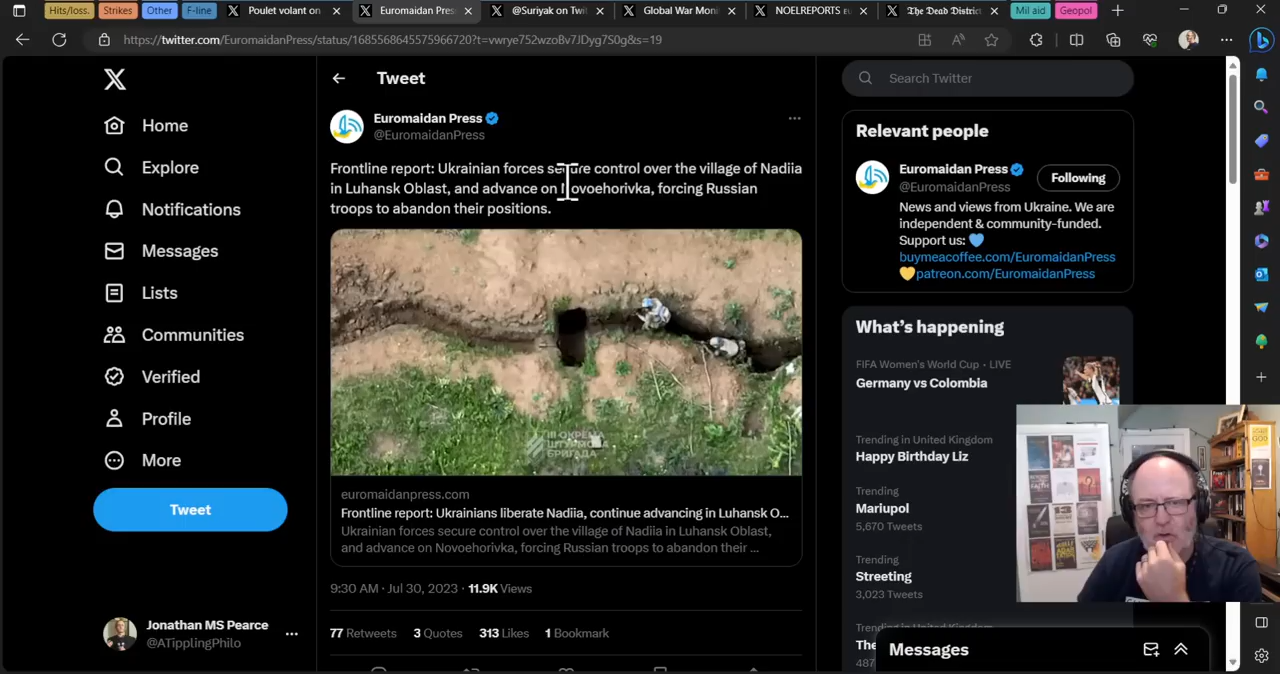 Hits/loss.
Strikes
Other
F-line
Poulet volant on
Euromaidan Pres
@Suriyak on Twit
Global War Moni
NOELREPORTS
The Dead District
Mil aid
Geopol
https://twitter.com/EuromaidanPress/status/1685568645575966720?t=vwrye752wzoBv7JDyg7S0g&s=19
Home
Explore
Notifications
Messages
Lists
Communities
Verified
Profile
More
Tweet
Jonathan MS Pearce
@ATipplingPhilo
Tweet
Euromaidan Press
@EuromaidanPress
Frontline report: Ukrainian forces secure control over the village of Nadiia
in Luhansk Oblast, and advance on Novoehorivka, forcing Russian
troops to abandon their positions.
III ОКРЕМА
ШТУРМОВА
БРИГАДА
euromaidanpress.com
Frontline report: Ukrainians liberate Nadiia, continue advancing in Luhansk O...
Ukrainian forces secure control over the village of Nadiia in Luhansk Oblast,
and advance on Novoehorivka, forcing Russian troops to abandon their ...
9:30 AM · Jul 30, 2023 · 11.9K Views
77 Retweets 3 Quotes 313 Likes 1 Bookmark
Search Twitter
Relevant people
Euromaidan Press
@EuromaidanPress
Following
News and views from Ukraine. We are
independent & community-funded.
Support us: 💙
buymeacoffee.com/EuromaidanPress
💛patreon.com/EuromaidanPress
What's happening
FIFA Women's World Cup · LIVE
Germany vs Colombia
Trending in United Kingdom
Happy Birthday Liz
Trending
Mariupol
5,670 Tweets
Trending
Streeting
3,023 Tweets
Messages